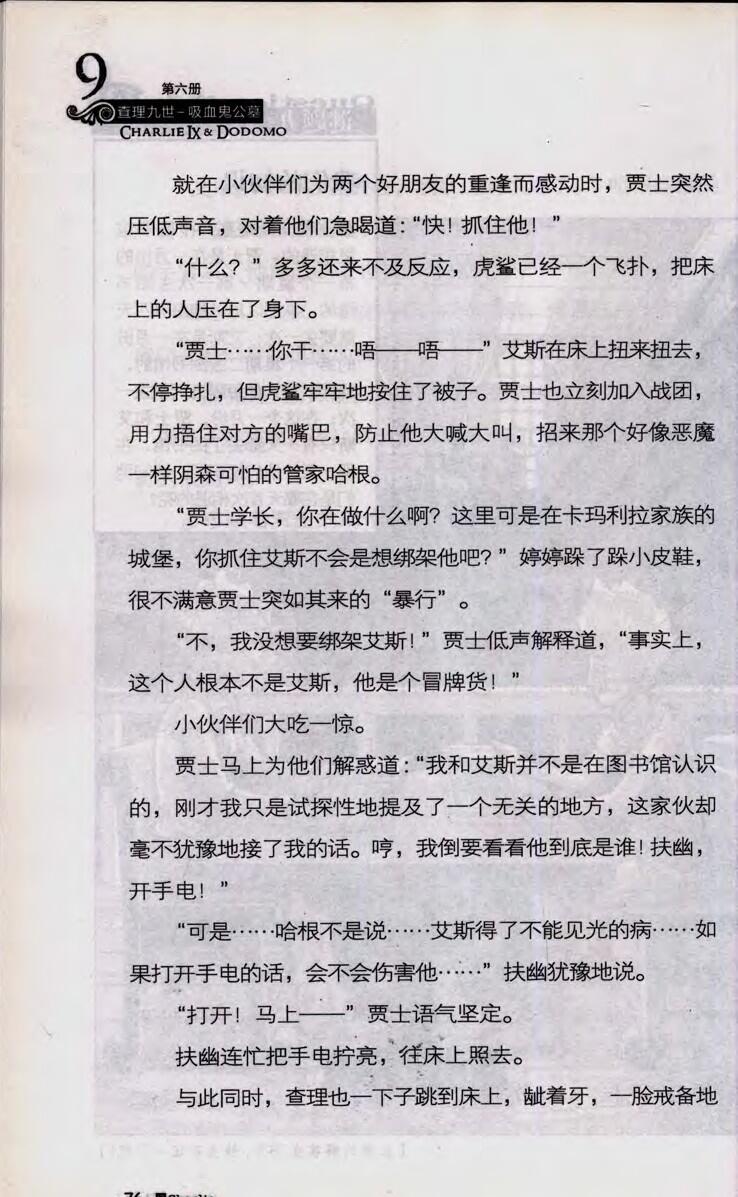 9
第六册
查理九世-吸血鬼公墓
CHARLIE IX & DODOMO
就在小伙伴们为两个好朋友的重逢而感动时，贾士突然
压低声音，对着他们急喝道：“快！抓住他！”
“什么？”多多还来不及反应，虎鲨已经一个飞扑，把床
上的人压在了身下。
“贾士……你干……唔——唔——”艾斯在床上扭来扭去，
不停挣扎，但虎鲨牢牢地按住了被子。贾士也立刻加入战团，
用力捂住对方的嘴巴，防止他大喊大叫，招来那个好像恶魔
一样阴森可怕的管家哈根。
“贾士学长，你在做什么啊？这里可是在卡玛利拉家族的
城堡，你抓住艾斯不会是想绑架他吧？”婷婷跺了跺小皮鞋，
很不满意贾士突如其来的“暴行”。
“不，我没想要绑架艾斯！”贾士低声解释道，“事实上，
这个人根本不是艾斯，他是个冒牌货！”
小伙伴们大吃一惊。
贾士马上为他们解惑道：“我和艾斯并不是在图书馆认识
的，刚才我只是试探性地提及了一个无关的地方，这家伙却
毫不犹豫地接了我的话。哼，我倒要看看他到底是谁！扶幽，
开手电！”
“可是……哈根不是说……艾斯得了不能见光的病……如
果打开手电的话，会不会伤害他……”扶幽犹豫地说。
“打开！马上——”贾士语气坚定。
扶幽连忙把手电拧亮，往床上照去。
与此同时，查理也一下子跳到床上，龇着牙，一脸戒备地